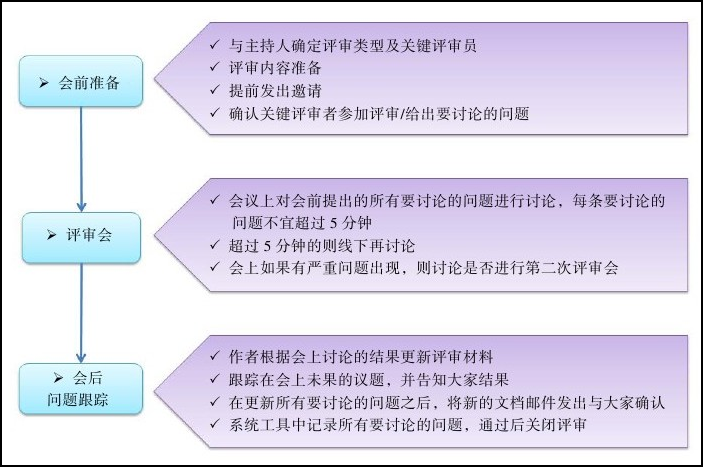 会前准备
✓ 与主持人确定评审类型及关键评审员
✓ 评审内容准备
✓ 提前发出邀请
✓ 确认关键评审者参加评审/给出要讨论的问题
评审会
✓ 会议上对会前提出的所有要讨论的问题进行讨论，每条要讨论的
问题不宜超过 5 分钟
✓ 超过 5 分钟的则线下再讨论
✓ 会上如果有严重问题出现，则讨论是否进行第二次评审会
会后
问题跟踪
✓ 作者根据会上讨论的结果更新评审材料
✓ 跟踪在会上未果的议题，并告知大家结果
✓ 在更新所有要讨论的问题之后，将新的文档邮件发出与大家确认
✓ 系统工具中记录所有要讨论的问题，通过后关闭评审